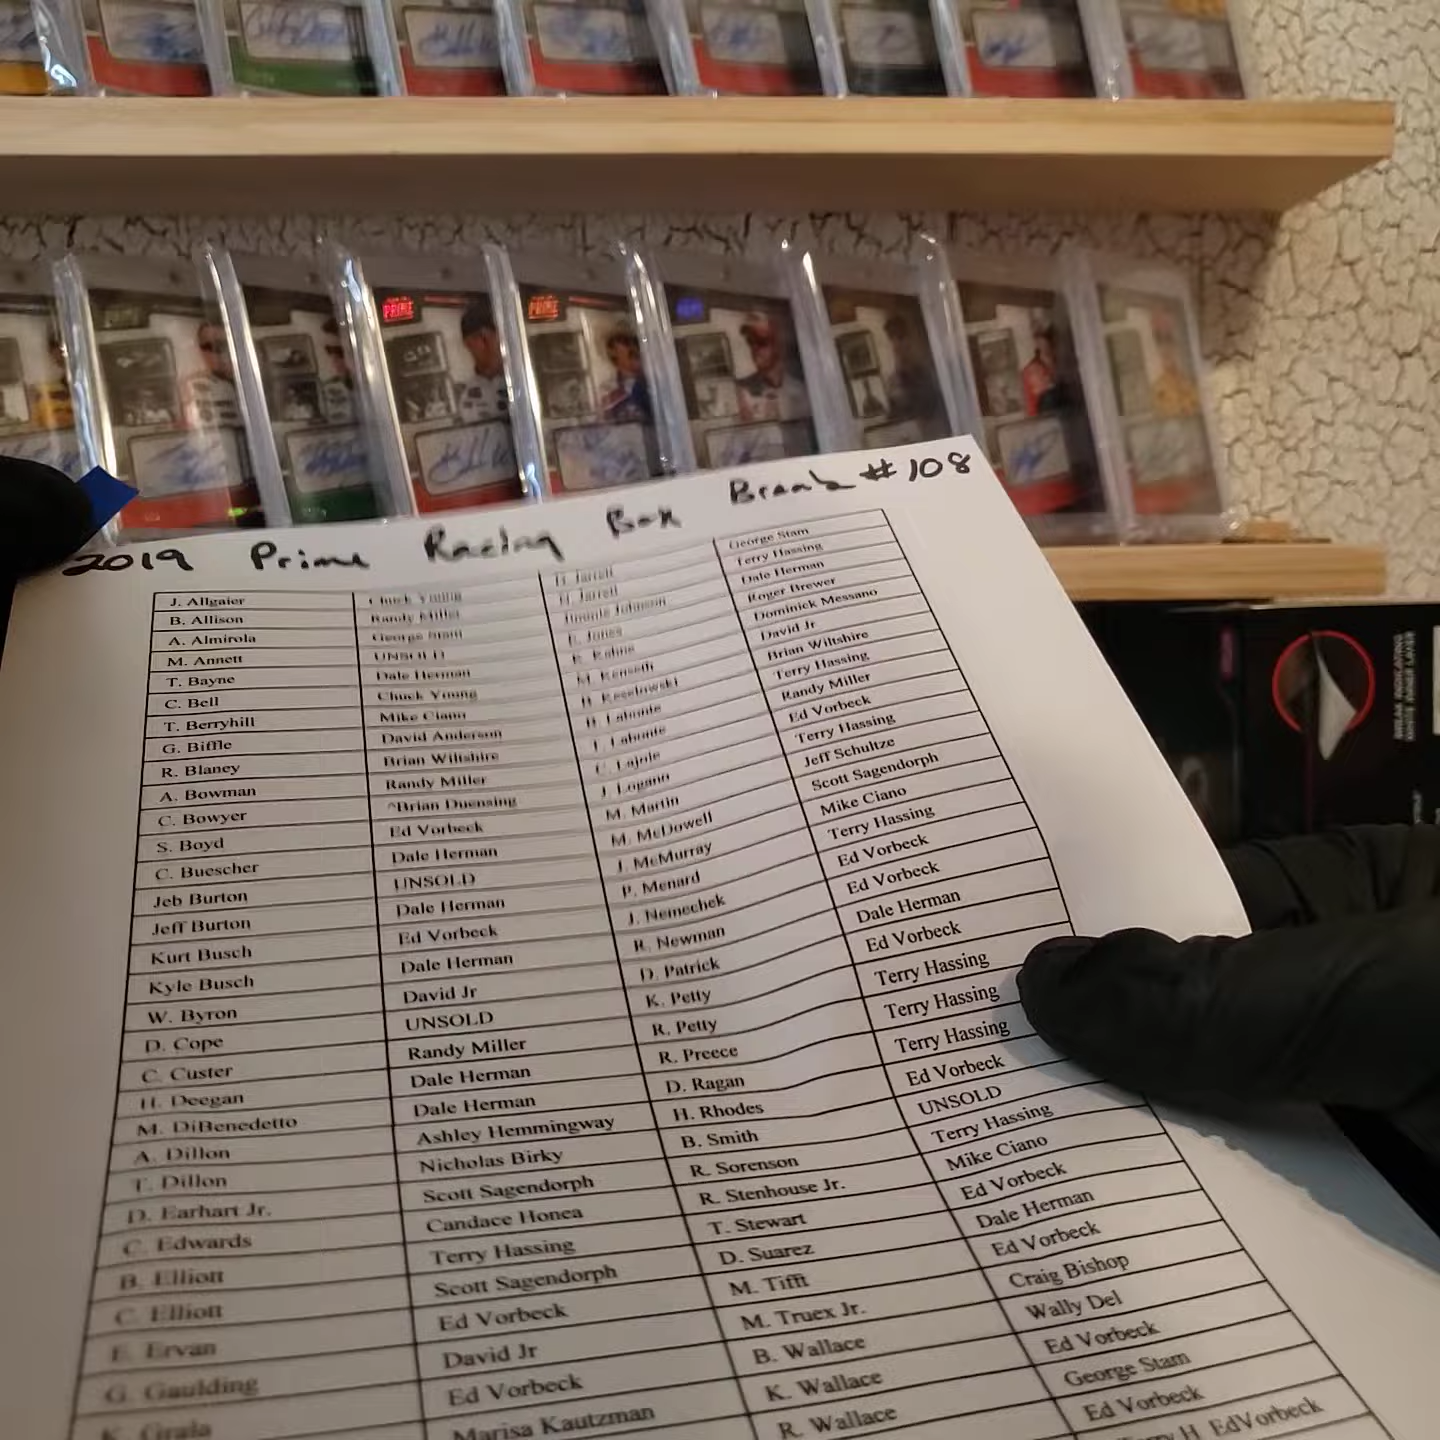 2019 Prime Racing Box Break #108
J. Allgaier Chuck Young Jarrett George Stam
B. Allison Randy Miller Jarrett Terry Hassing
A. Almirola George Stam Jimmie Johnson Dale Herman
M. Annett UNSOLD E. Jones Roger Brewer
T. Bayne Dale Herman K. Kahne Dominick Messano
C. Bell Chuck Young M. Kenseth David Jr
T. Berryhill Mike Ciano B. Keselowski Brian Wiltshire
G. Biffle David Anderson B. Labonte Terry Hassing
R. Blaney Brian Wiltshire T. Labonte Randy Miller
A. Bowman Randy Miller C. Lajoie Ed Vorbeck
C. Bowyer ^Brian Duensing J. Logano Terry Hassing
S. Boyd Ed Vorbeck M. Martin Jeff Schultze
C. Buescher Dale Herman M. McDowell Scott Sagendorph
Jeb Burton UNSOLD J. McMurray Mike Ciano
Jeff Burton Dale Herman P. Menard Terry Hassing
Kurt Busch Ed Vorbeck J. Nemechek Ed Vorbeck
Kyle Busch Dale Herman R. Newman Ed Vorbeck
W. Byron David Jr D. Patrick Dale Herman
D. Cope UNSOLD K. Petty Ed Vorbeck
C. Custer Randy Miller R. Petty Terry Hassing
H. Deegan Dale Herman R. Preece Terry Hassing
M. DiBenedetto Dale Herman D. Ragan Terry Hassing
A. Dillon Ashley Hemmingway H. Rhodes Ed Vorbeck
T. Dillon Nicholas Birky B. Smith UNSOLD
D. Earhart Jr. Scott Sagendorph R. Sorenson Terry Hassing
C. Edwards Candace Honea R. Stenhouse Jr. Mike Ciano
B. Elliott Terry Hassing T. Stewart Ed Vorbeck
C. Elliott Scott Sagendorph D. Suarez Dale Herman
E. Ervan Ed Vorbeck M. Tifft Ed Vorbeck
G. Gaulding David Jr M. Truex Jr. Craig Bishop
K. Grala Ed Vorbeck B. Wallace Wally Del
Marisa Kautzman K. Wallace Ed Vorbeck
R. Wallace George Stam
Ed Vorbeck
H EdVorbeck
PRIME
PRIME